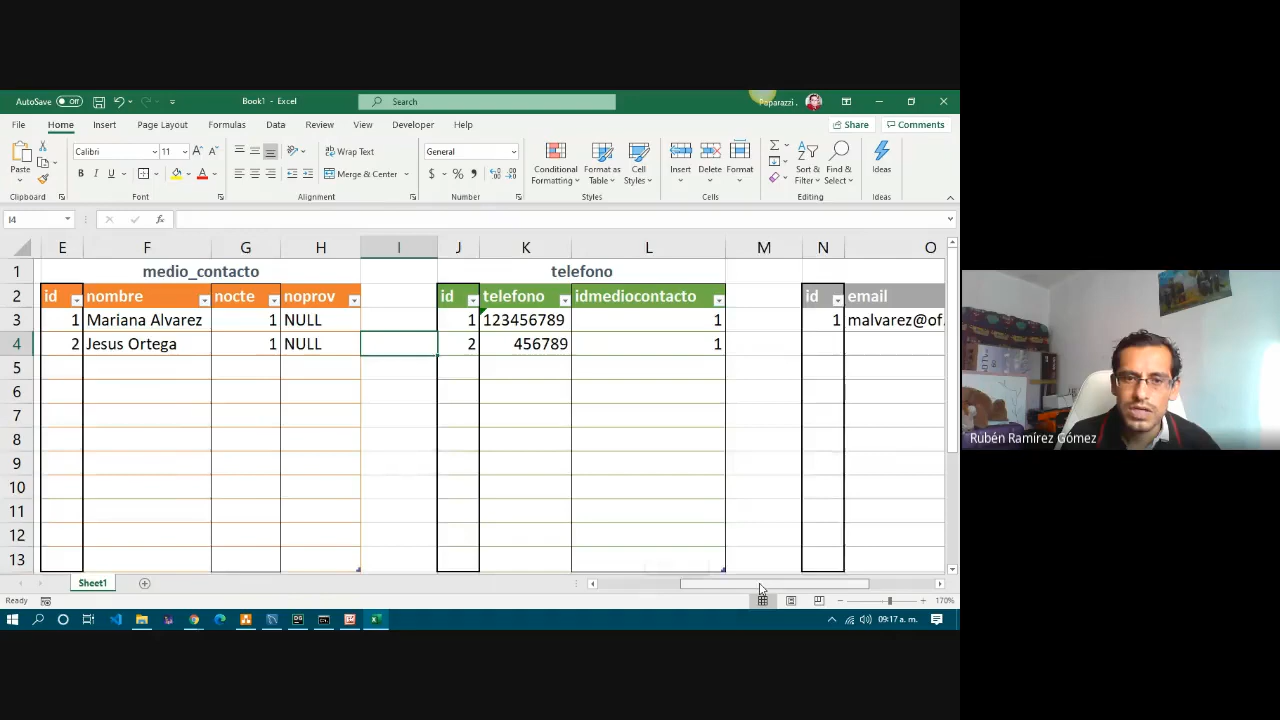 AutoSave Off Book1 - Excel Search Paparazzi .
File Home Insert Page Layout Formulas Data Review View Developer Help Share Comments
Paste Calibri 11 A A Wrap Text General Conditional Formatting Format as Table Cell Styles Insert Delete Format Sort & Filter Find & Select Ideas
B I U Merge & Center $ %
Clipboard Font Alignment Number Styles Cells Editing Ideas
I4 fx
E F G H I J K L M N O
1 medio_contacto telefono
2 id nombre nocte noprov id telefono idmediocontacto id email
3 1 Mariana Alvarez 1 NULL 1 123456789 1 1 malvarez@of.
4 2 Jesus Ortega 1 NULL 2 456789 1
5
6
7
8
9
10
11
12
13
Sheet1
Ready 170%
09:17 a. m.
Rubén Ramírez Gómez